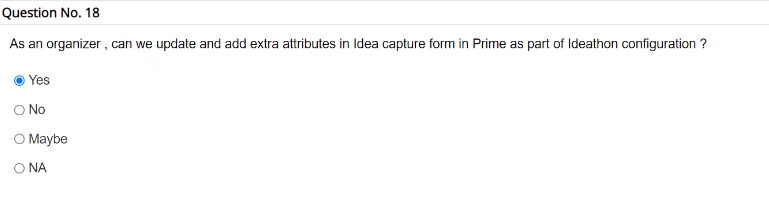 Question No. 18
As an organizer , can we update and add extra attributes in Idea capture form in Prime as part of Ideathon configuration ?
Yes
No
Maybe
NA